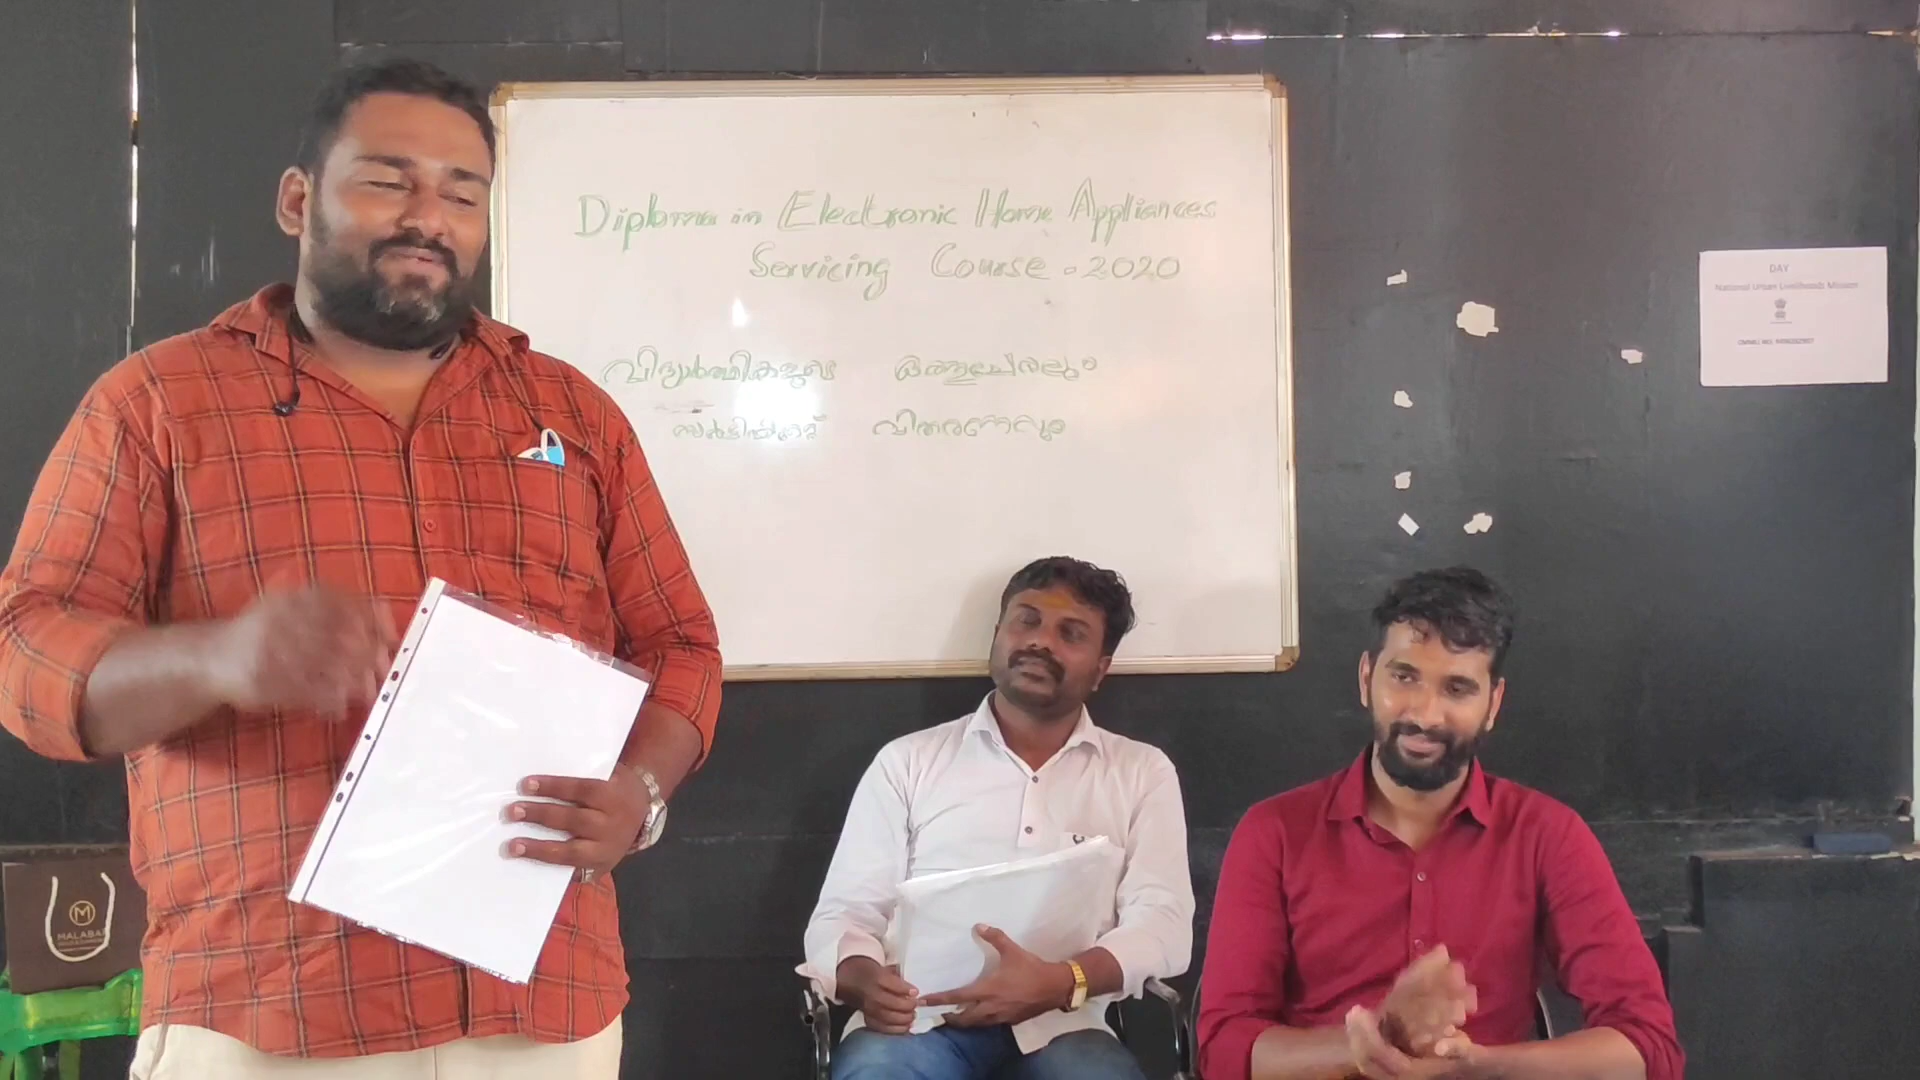 Diploma in Electronic Home Appliances
Servicing Course - 2020
വിദ്യാർത്ഥികളുടെ ഒത്തുചേരലും
സർട്ടിഫിക്കറ്റ് വിതരണവും
DAY
National Urban Livelihoods Mission
M
MALABAR